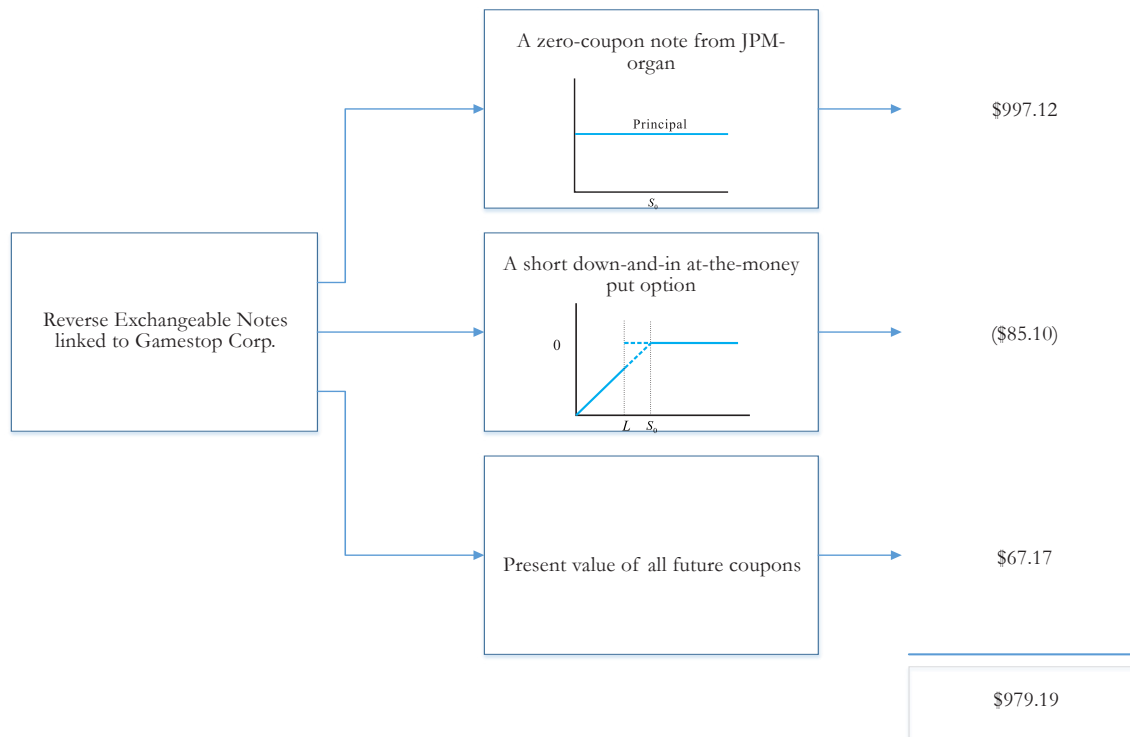 A zero-coupon note from JPM-
organ
Principal
S₀
$997.12
Reverse Exchangeable Notes
linked to Gamestop Corp.
A short down-and-in at-the-money
put option
0
L S₀
($85.10)
Present value of all future coupons
$67.17
$979.19